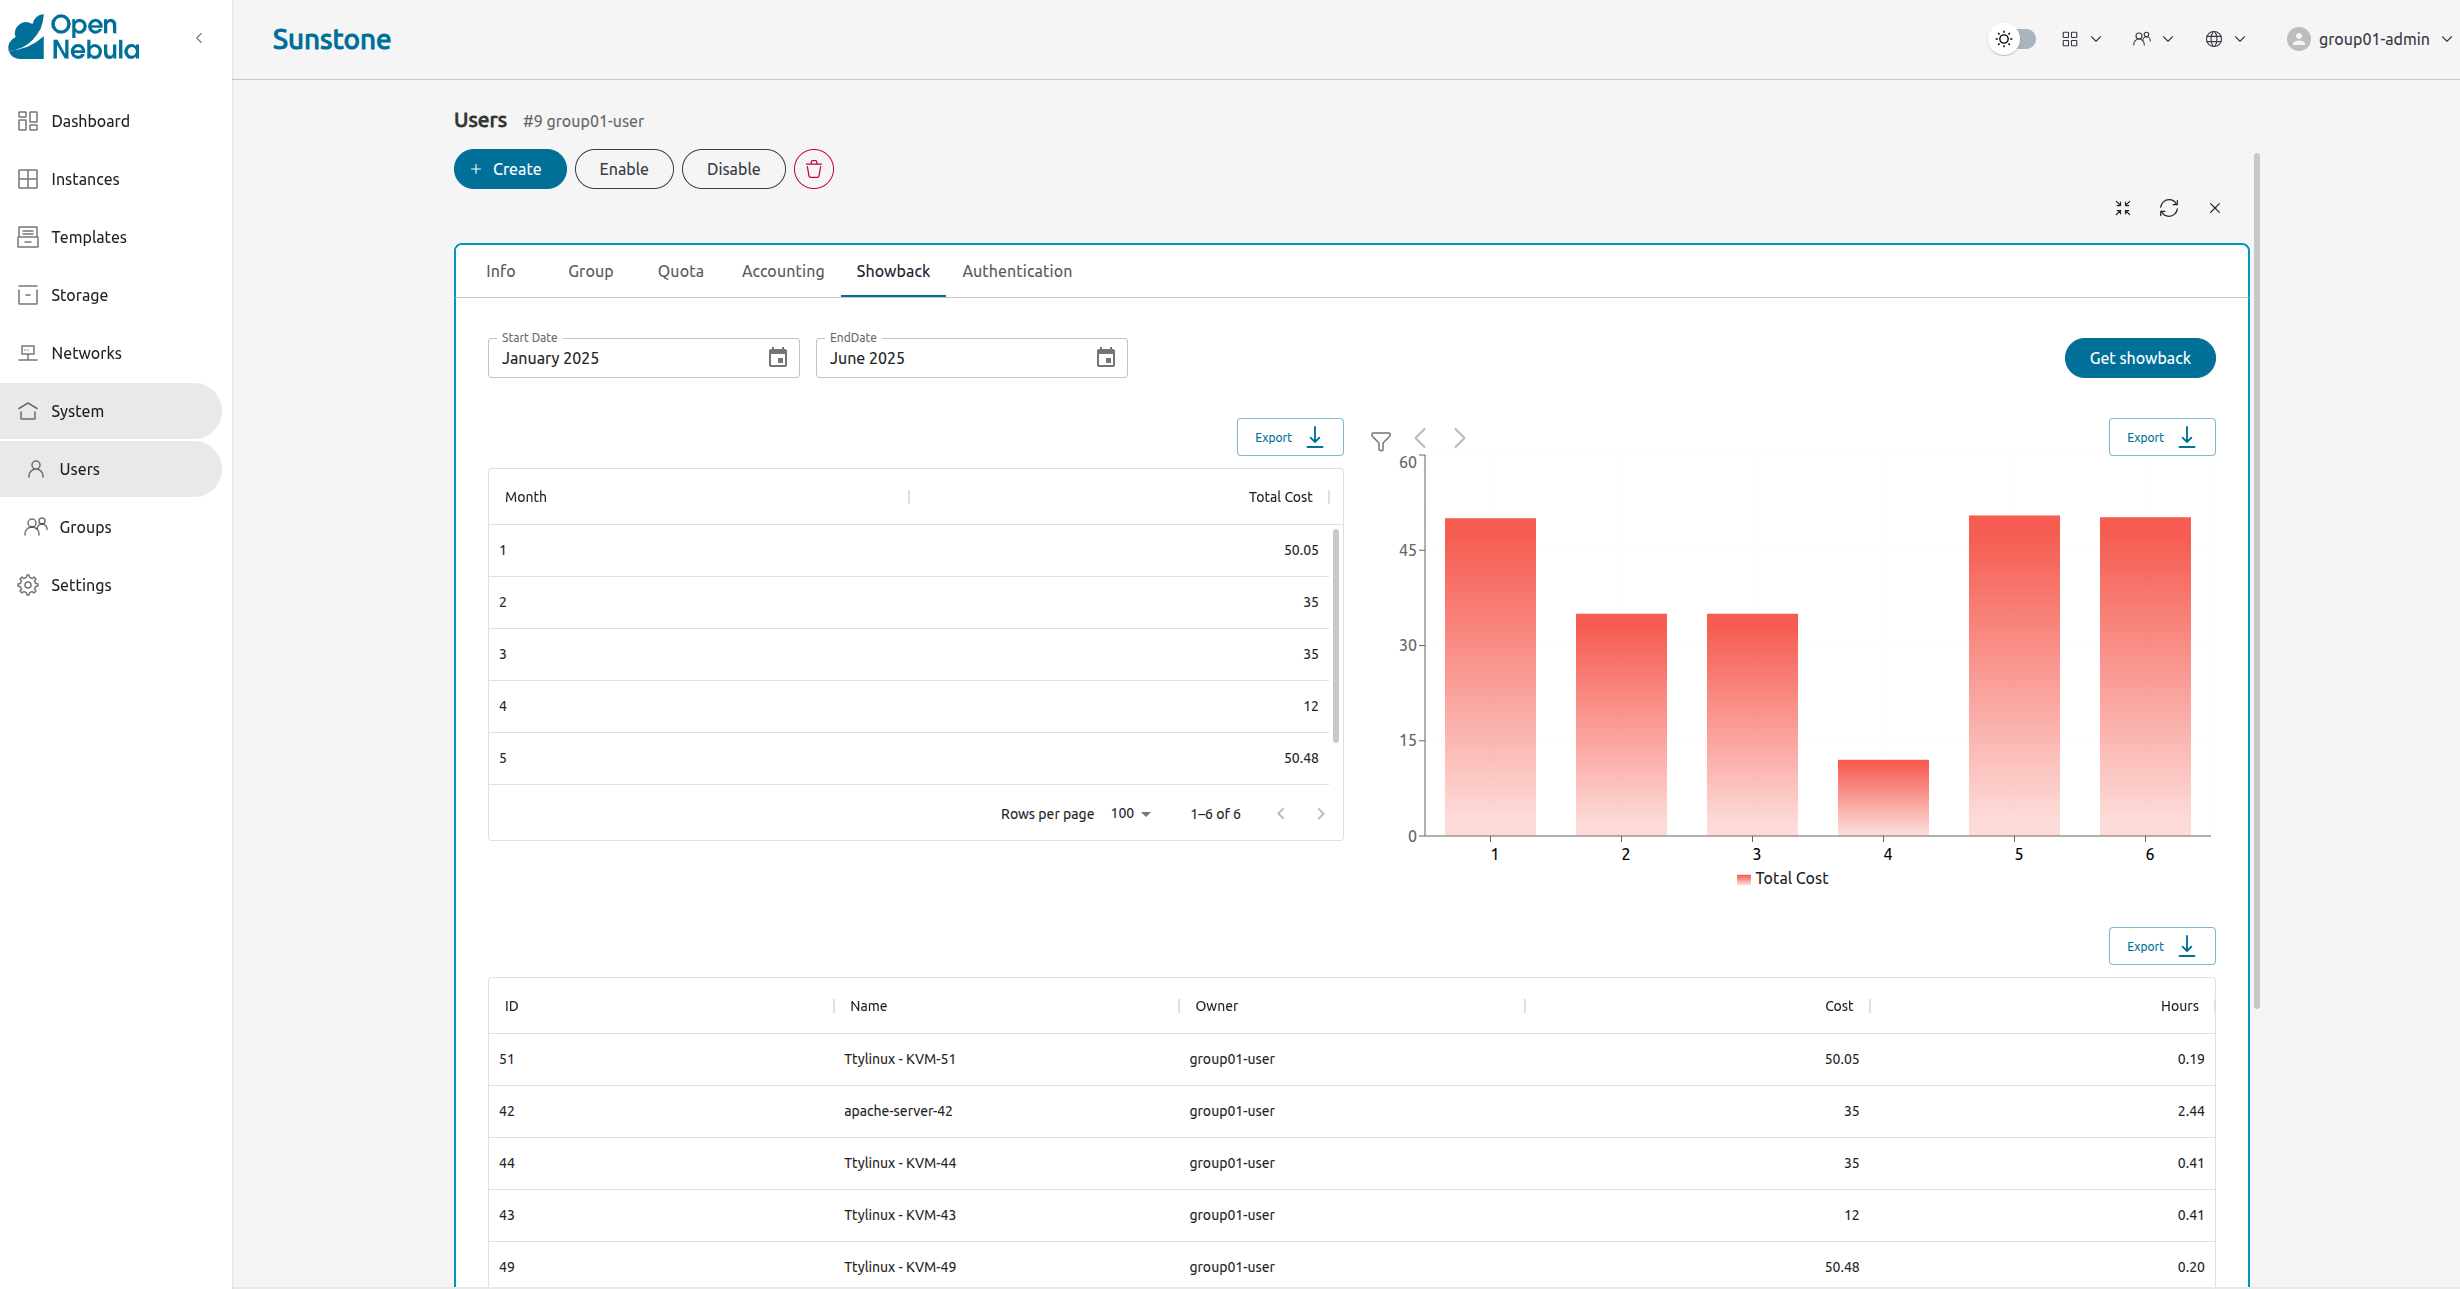 Open
Nebula
Sunstone
group01-admin
Dashboard
Instances
Templates
Storage
Networks
System
Users
Groups
Settings
Users #9 group01-user
+ Create Enable Disable
Info Group Quota Accounting Showback Authentication
Start Date EndDate
January 2025 June 2025 Get showback
Export Export
Month Total Cost
1 50.05
2 35
3 35
4 12
5 50.48
Rows per page 100 1–6 of 6
60
45
30
15
0
1 2 3 4 5 6
Total Cost
Export
ID Name Owner Cost Hours
51 Ttylinux - KVM-51 group01-user 50.05 0.19
42 apache-server-42 group01-user 35 2.44
44 Ttylinux - KVM-44 group01-user 35 0.41
43 Ttylinux - KVM-43 group01-user 12 0.41
49 Ttylinux - KVM-49 group01-user 50.48 0.20